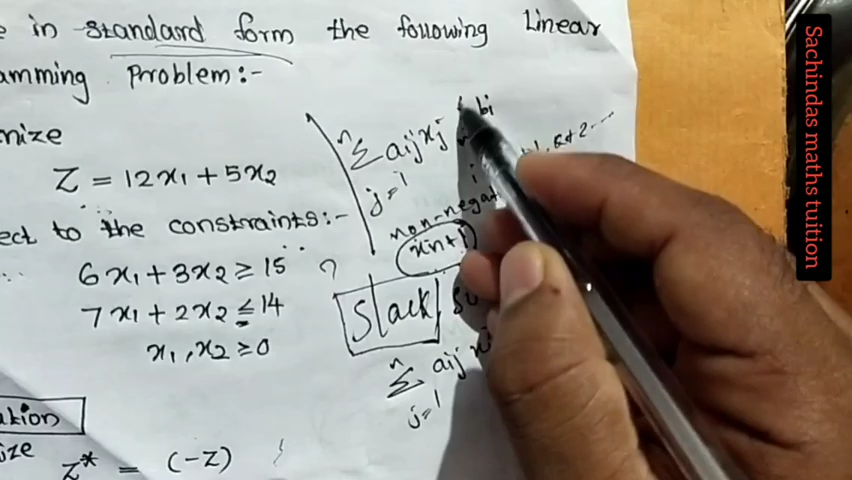 e in standard form the following Linear
amming Problem:-
nize
Z = 12x₁ + 5x₂
ect to the constraints:-
6x₁ + 3x₂ ≥ 15
7x₁ + 2x₂ ≤ 14
x₁, x₂ ≥ 0
ation
ize
Z* = (-Z)
n
Σ aij xj bi
j=1
non-negat
xn+i
Slack
n
Σ aij xj
j=1
Sachindas maths tuition